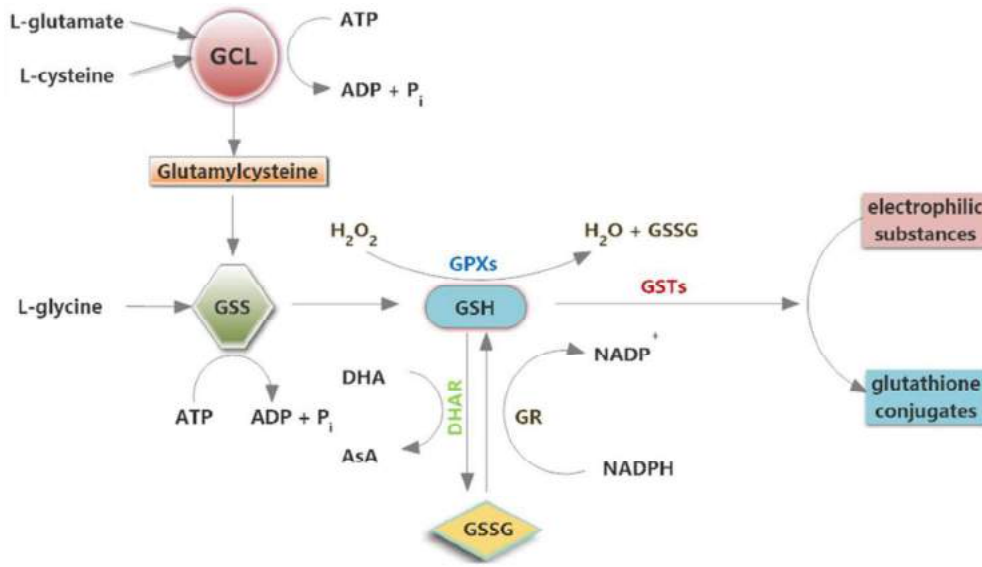 L-glutamate
L-cysteine
GCL
ATP
ADP + Pi
Glutamylcysteine
H2O2
H2O + GSSG
GPXs
electrophilic
substances
L-glycine
GSS
GSH
GSTs
ATP
ADP + Pi
DHA
AsA
DHAR
GR
NADP+
NADPH
glutathione
conjugates
GSSG